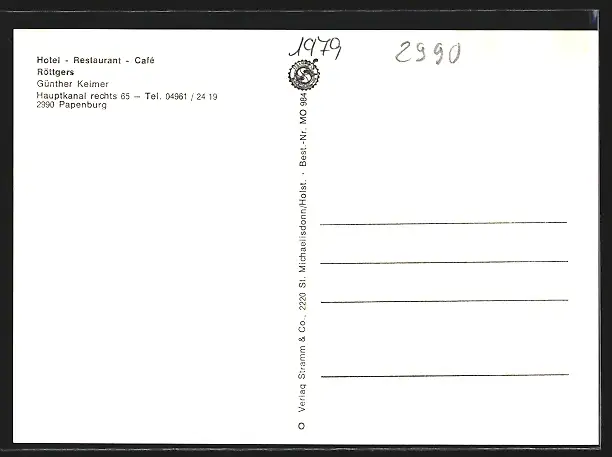 Hotel - Restaurant - Café
Röttgers
Günther Keimer
Hauptkanal rechts 65 — Tel. 04961 / 24 19
2990 Papenburg
1979
2990
Verlag Stramm & Co., 2220 St. Michaelisdonn/Holst. · Best.-Nr. MO 984